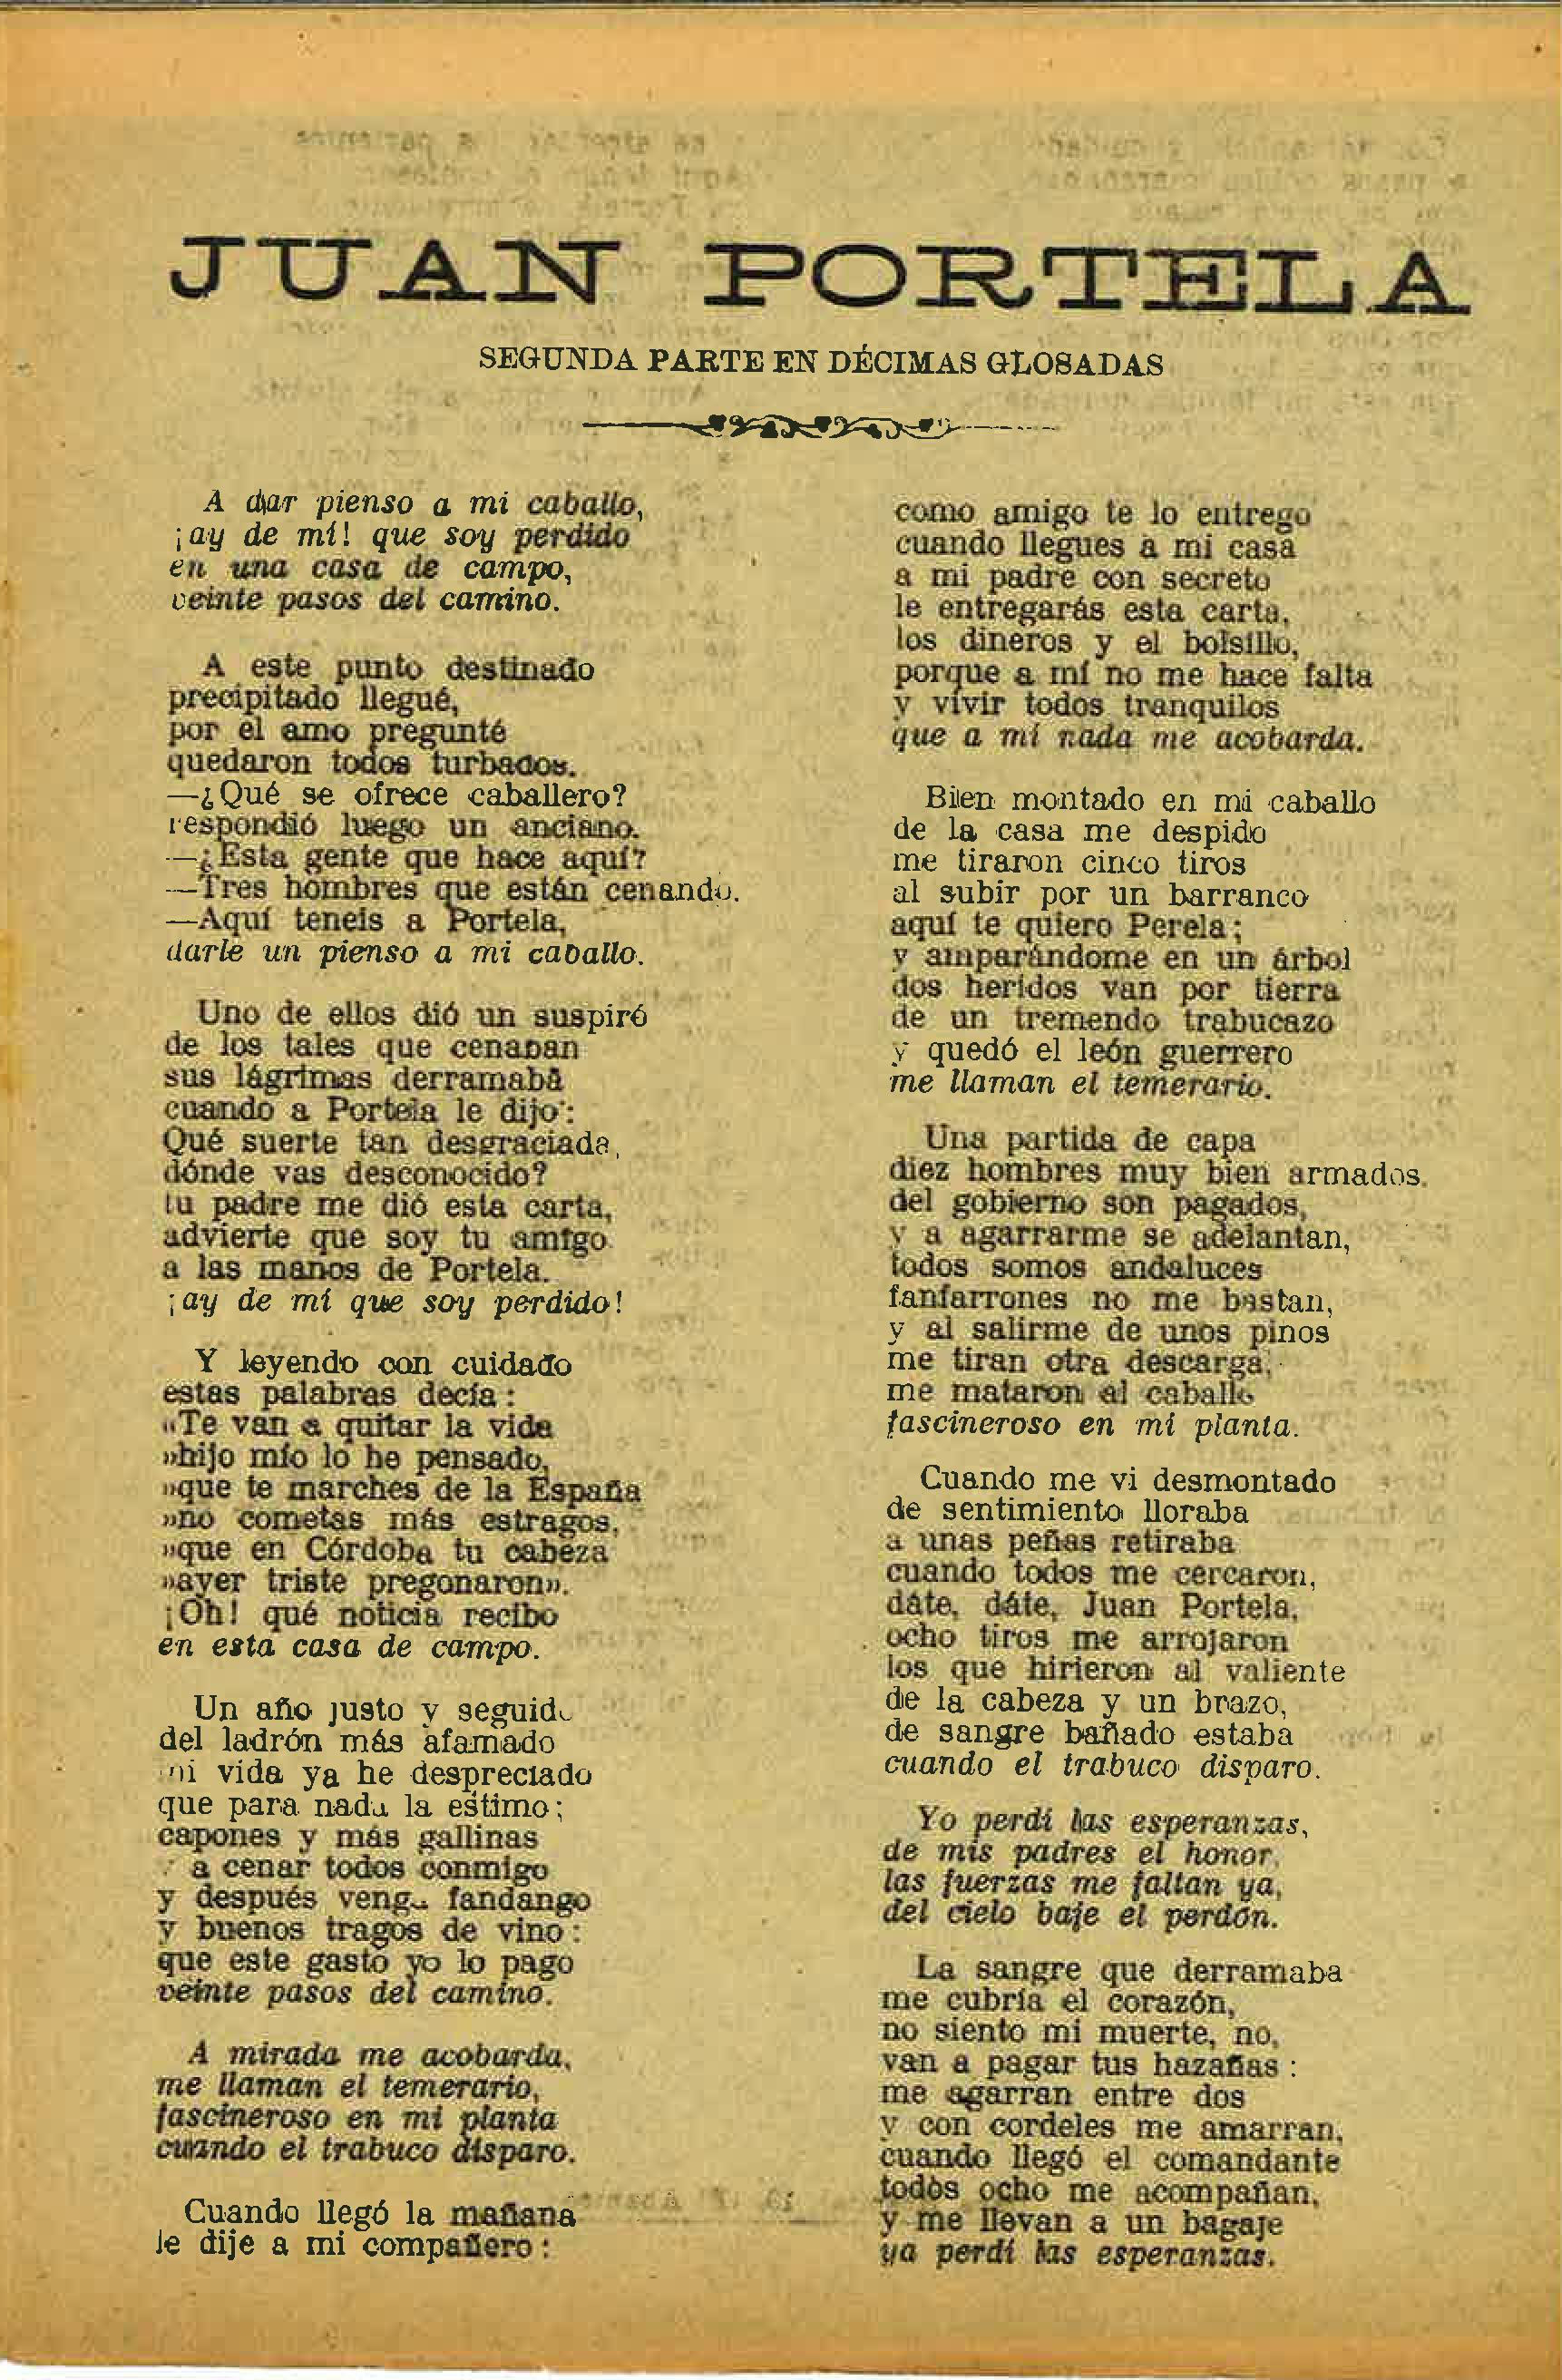 JUAN PORTELA
SEGUNDA PARTE EN DÉCIMAS GLOSADAS
A dar pienso a mi caballo,
¡ay de mí! que soy perdido
en una casa de campo,
veinte pasos del camino.
A este punto destinado
precipitado llegué,
por el amo pregunté
quedaron todos turbados.
—¿Qué se ofrece caballero?
respondió luego un anciano.
—¿Esta gente que hace aquí?
—Tres hombres que están cenando.
—Aquí teneis a Portela,
darle un pienso a mi caballo.
Uno de ellos dió un suspiró
de los tales que cenaban
sus lágrimas derramaba
cuando a Portela le dijo:
Qué suerte tan desgraciada,
dónde vas desconocido?
tu padre me dió esta carta,
advierte que soy tu amigo
a las manos de Portela.
¡ay de mí que soy perdido!
Y leyendo con cuidado
estas palabras decía:
«Te van a quitar la vida
»hijo mío lo he pensado,
»que te marches de la España
»no cometas más estragos,
»que en Córdoba tu cabeza
»ayer triste pregonaron».
¡Oh! qué noticia recibo
en esta casa de campo.
Un año justo y seguido
del ladrón más afamado
mi vida ya he despreciado
que para nada la estimo;
capones y más gallinas
a cenar todos conmigo
y después venga fandango
y buenos tragos de vino:
que este gasto yo lo pago
veinte pasos del camino.
A mirada me acobarda,
me llaman el temerario,
fascineroso en mi planta
cuando el trabuco disparo.
Cuando llegó la mañana
le dije a mi compañero:
como amigo te lo entrego
cuando llegues a mi casa
a mi padre con secreto
le entregarás esta carta,
los dineros y el bolsillo,
porque a mí no me hace falta
y vivir todos tranquilos
que a mí nada me acobarda.
Bien montado en mi caballo
de la casa me despido
me tiraron cinco tiros
al subir por un barranco
aquí te quiero Perela;
y amparándome en un árbol
dos heridos van por tierra
de un tremendo trabucazo
y quedó el león guerrero
me llaman el temerario.
Una partida de capa
diez hombres muy bien armados,
del gobierno son pagados,
y a agarrarme se adelantan,
todos somos andaluces
fanfarrones no me bastan,
y al salirme de unos pinos
me tiran otra descarga,
me mataron al caballo
fascineroso en mi planta.
Cuando me vi desmontado
de sentimiento lloraba
a unas peñas retiraba
cuando todos me cercaron,
dáte, dáte, Juan Portela,
ocho tiros me arrojaron
los que hirieron al valiente
de la cabeza y un brazo,
de sangre bañado estaba
cuando el trabuco disparo.
Yo perdí las esperanzas,
de mis padres el honor,
las fuerzas me faltan ya,
del cielo baje el perdón.
La sangre que derramaba
me cubría el corazón,
no siento mi muerte, no,
van a pagar tus hazañas:
me agarran entre dos
y con cordeles me amarran,
cuando llegó el comandante
todos ocho me acompañan,
y me llevan a un bagaje
ya perdí las esperanzas.